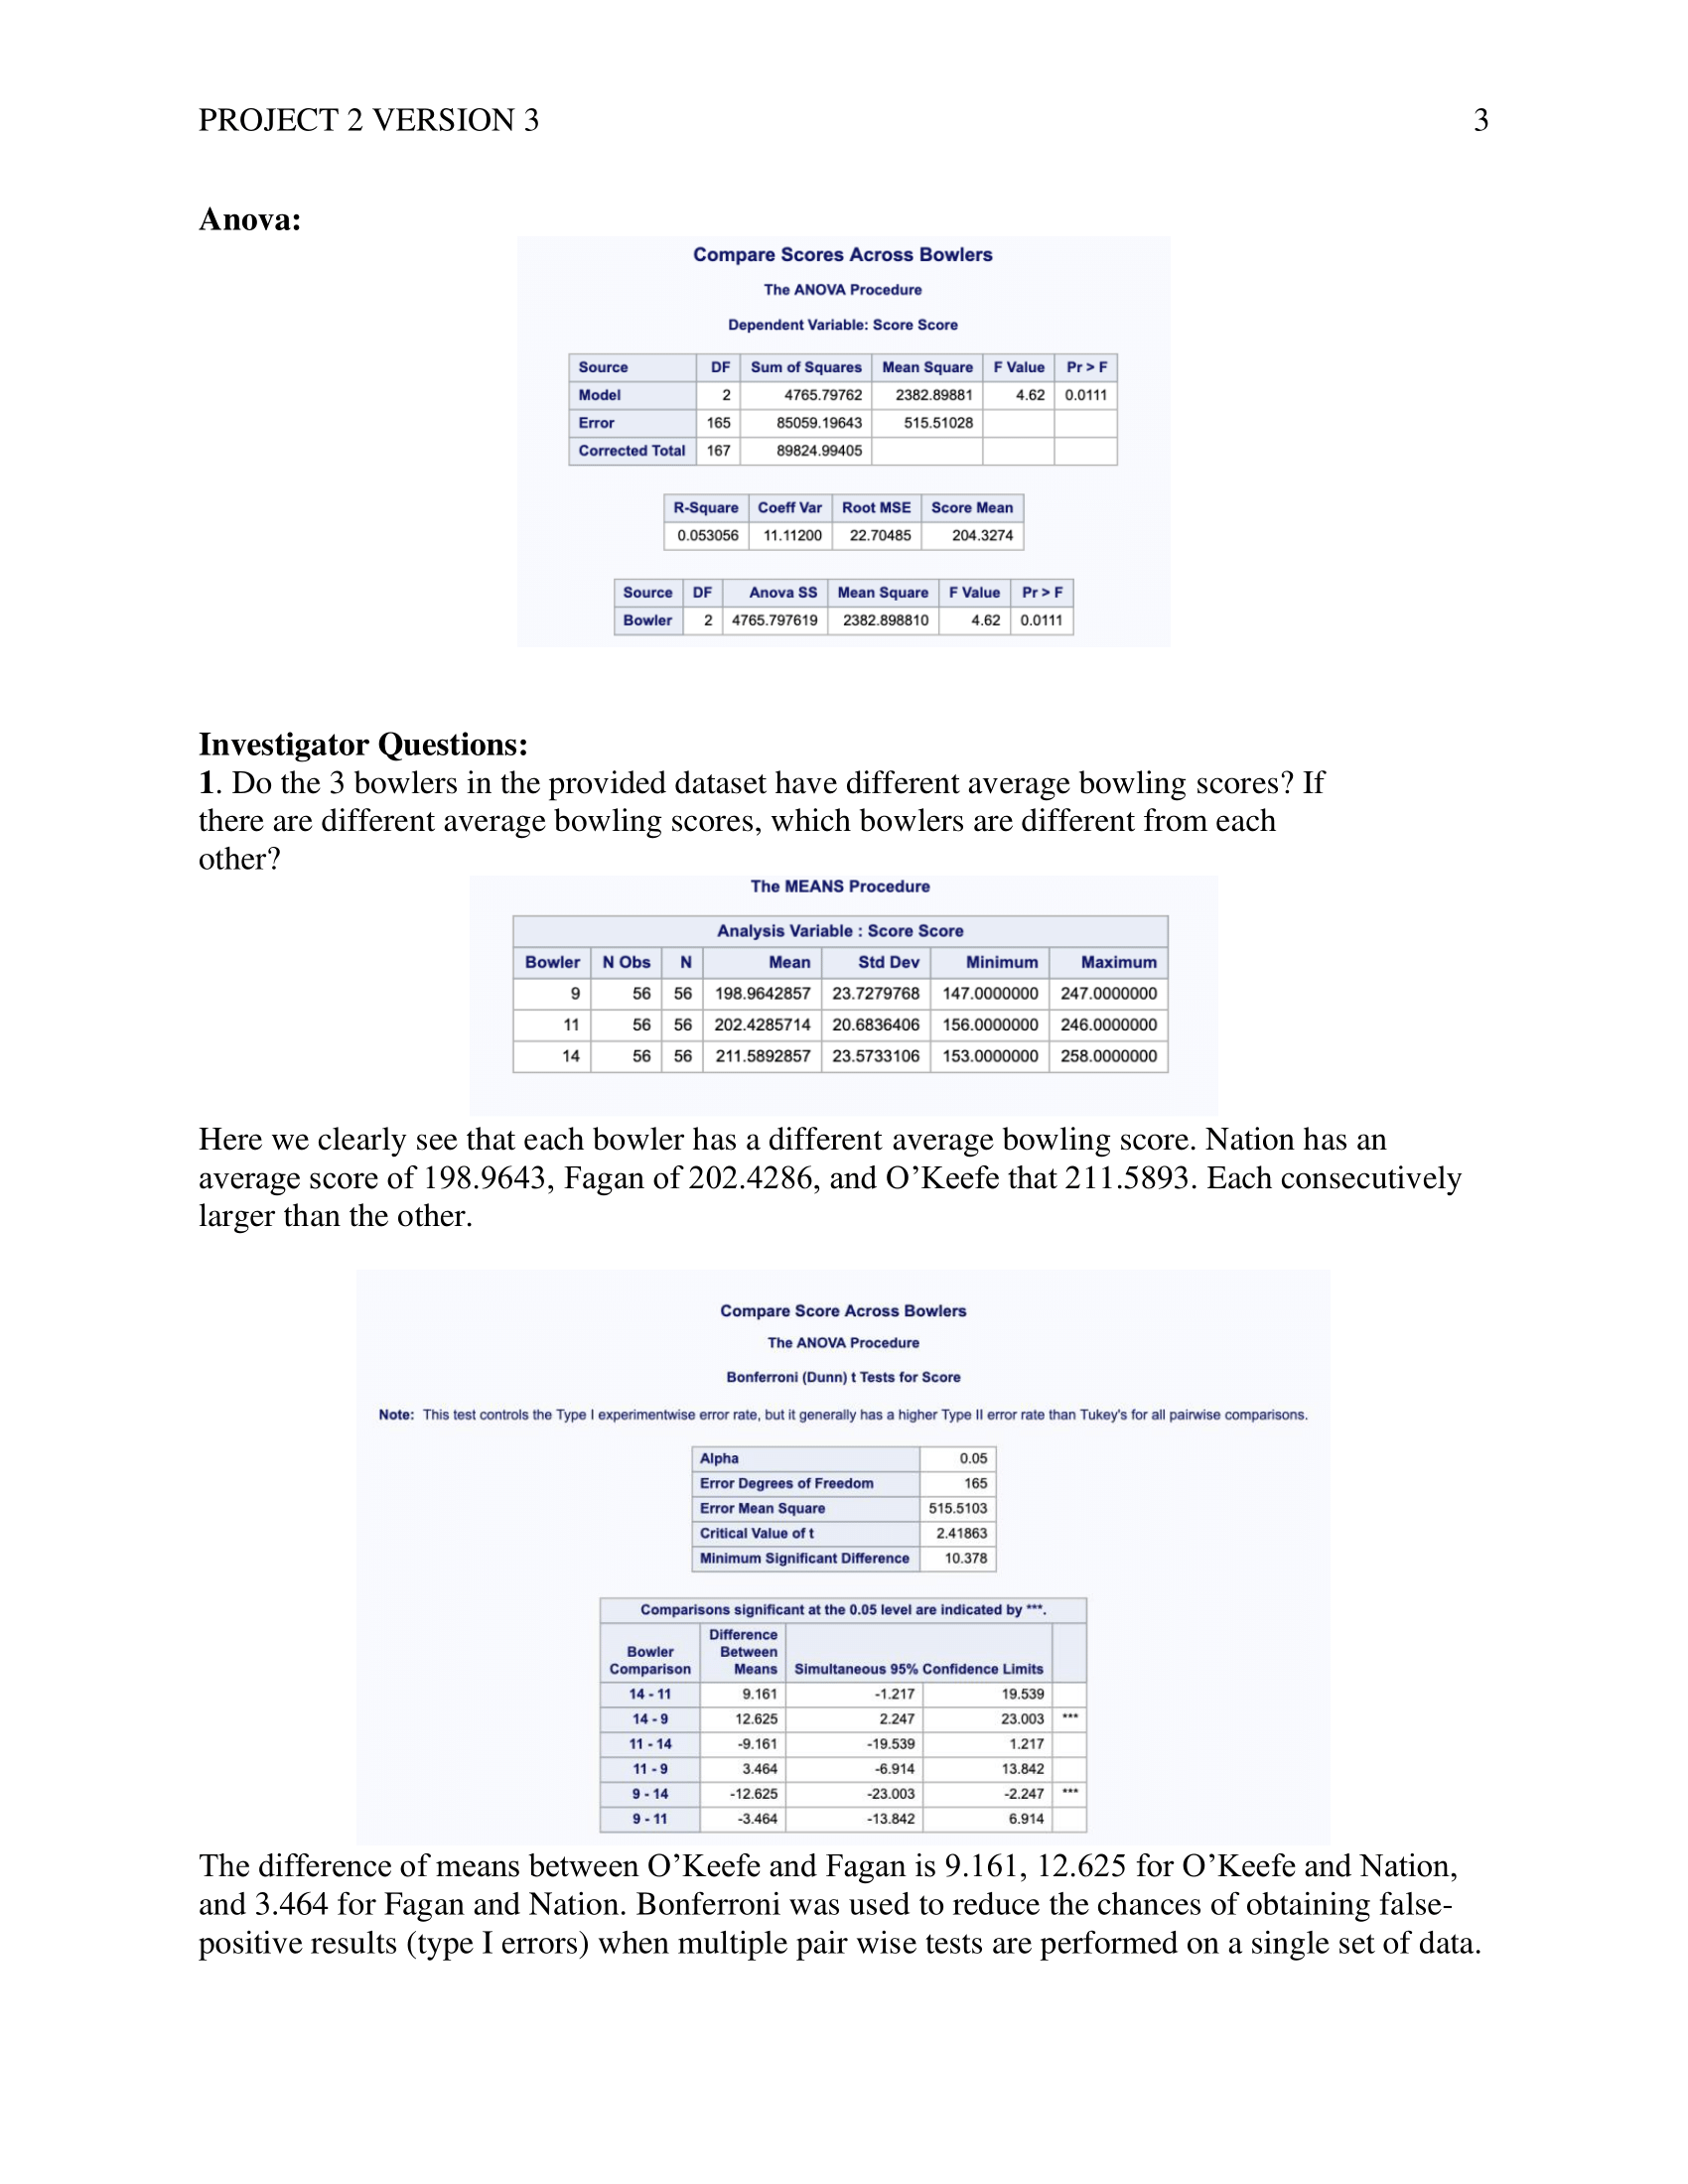 PROJECT 2 VERSION 3 3
Anova:
Compare Scores Across Bowlers
The ANOVA Procedure
Dependent Variable: Score Score
Source DF Sum of Squares Mean Square F Value Pr > F
Model 2 4765.79762 2382.89881 4.62 0.0111
Error 165 85059.19643 515.51028
Corrected Total 167 89824.99405
R-Square Coeff Var Root MSE Score Mean
0.053056 11.11200 22.70485 204.3274
Source DF Anova SS Mean Square F Value Pr > F
Bowler 2 4765.797619 2382.898810 4.62 0.0111
Investigator Questions:
1. Do the 3 bowlers in the provided dataset have different average bowling scores? If
there are different average bowling scores, which bowlers are different from each
other?
The MEANS Procedure
Analysis Variable : Score Score
Bowler N Obs N Mean Std Dev Minimum Maximum
9 56 56 198.9642857 23.7279768 147.0000000 247.0000000
11 56 56 202.4285714 20.6836406 156.0000000 246.0000000
14 56 56 211.5892857 23.5733106 153.0000000 258.0000000
Here we clearly see that each bowler has a different average bowling score. Nation has an
average score of 198.9643, Fagan of 202.4286, and O’Keefe that 211.5893. Each consecutively
larger than the other.
Compare Score Across Bowlers
The ANOVA Procedure
Bonferroni (Dunn) t Tests for Score
Note: This test controls the Type I experimentwise error rate, but it generally has a higher Type II error rate than Tukey's for all pairwise comparisons.
Alpha 0.05
Error Degrees of Freedom 165
Error Mean Square 515.5103
Critical Value of t 2.41863
Minimum Significant Difference 10.378
Comparisons significant at the 0.05 level are indicated by ***.
Difference
Bowler Between
Comparison Means Simultaneous 95% Confidence Limits
14 - 11 9.161 -1.217 19.539
14 - 9 12.625 2.247 23.003 ***
11 - 14 -9.161 -19.539 1.217
11 - 9 3.464 -6.914 13.842
9 - 14 -12.625 -23.003 -2.247 ***
9 - 11 -3.464 -13.842 6.914
The difference of means between O’Keefe and Fagan is 9.161, 12.625 for O’Keefe and Nation,
and 3.464 for Fagan and Nation. Bonferroni was used to reduce the chances of obtaining false-
positive results (type I errors) when multiple pair wise tests are performed on a single set of data.